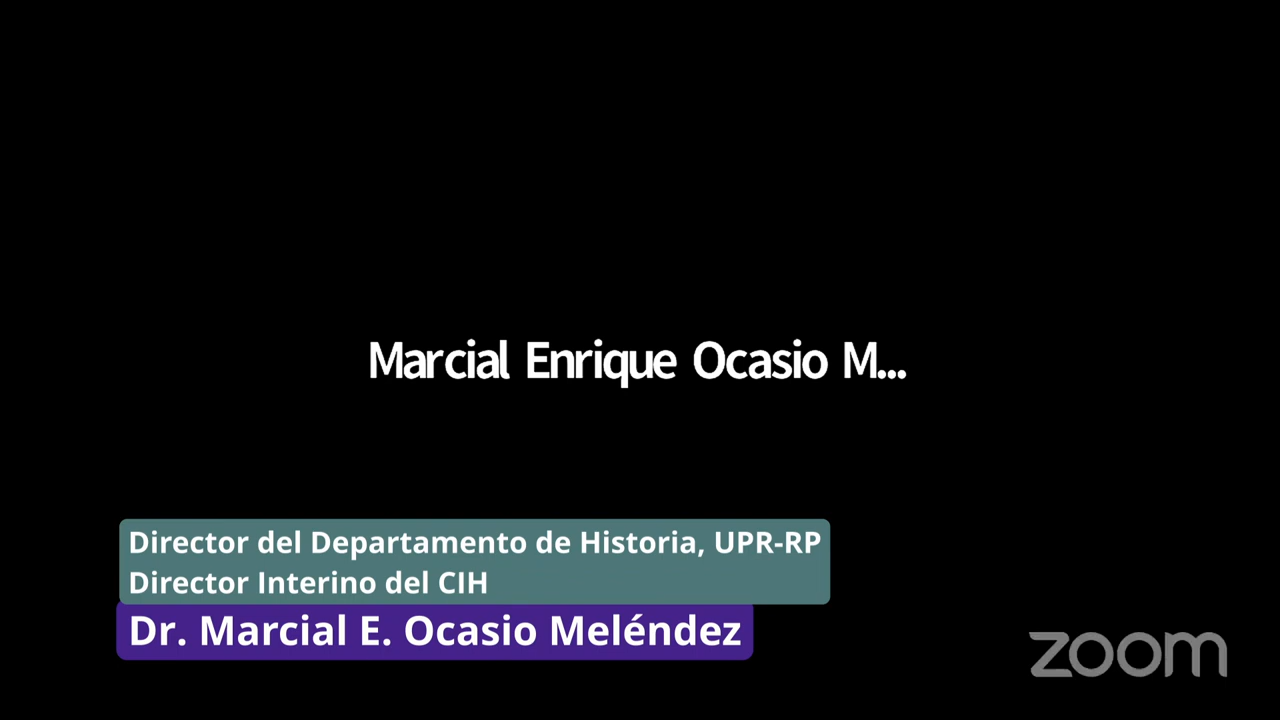 Marcial Enrique Ocasio M...
Director del Departamento de Historia, UPR-RP
Director Interino del CIH
Dr. Marcial E. Ocasio Meléndez
zoom